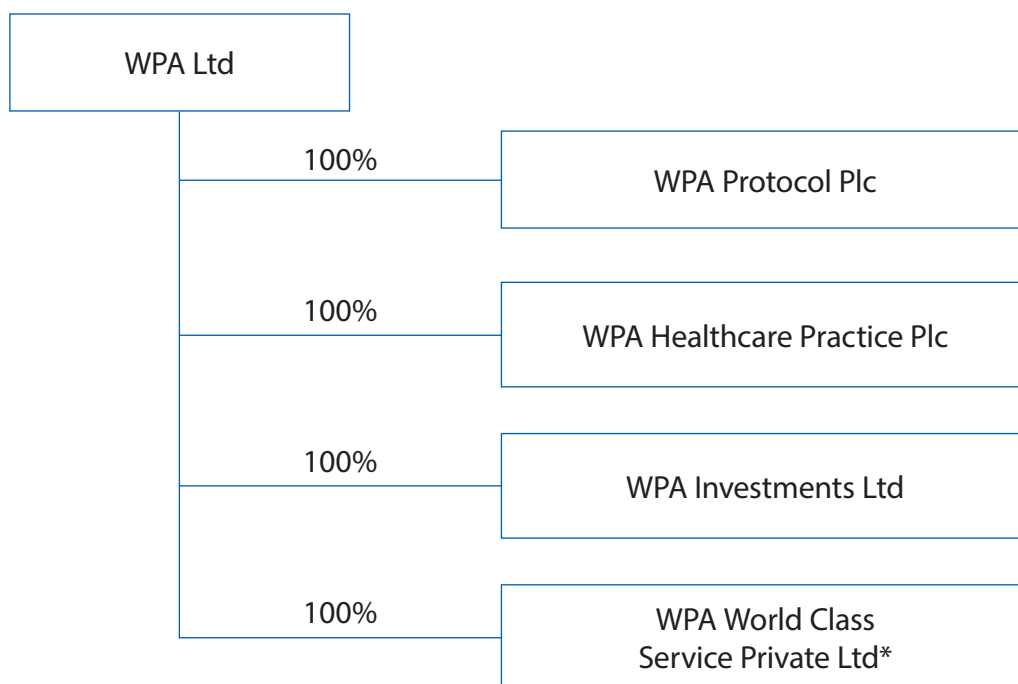 WPA Ltd
100%
WPA Protocol Plc
100%
WPA Healthcare Practice Plc
100%
WPA Investments Ltd
100%
WPA World Class
Service Private Ltd*